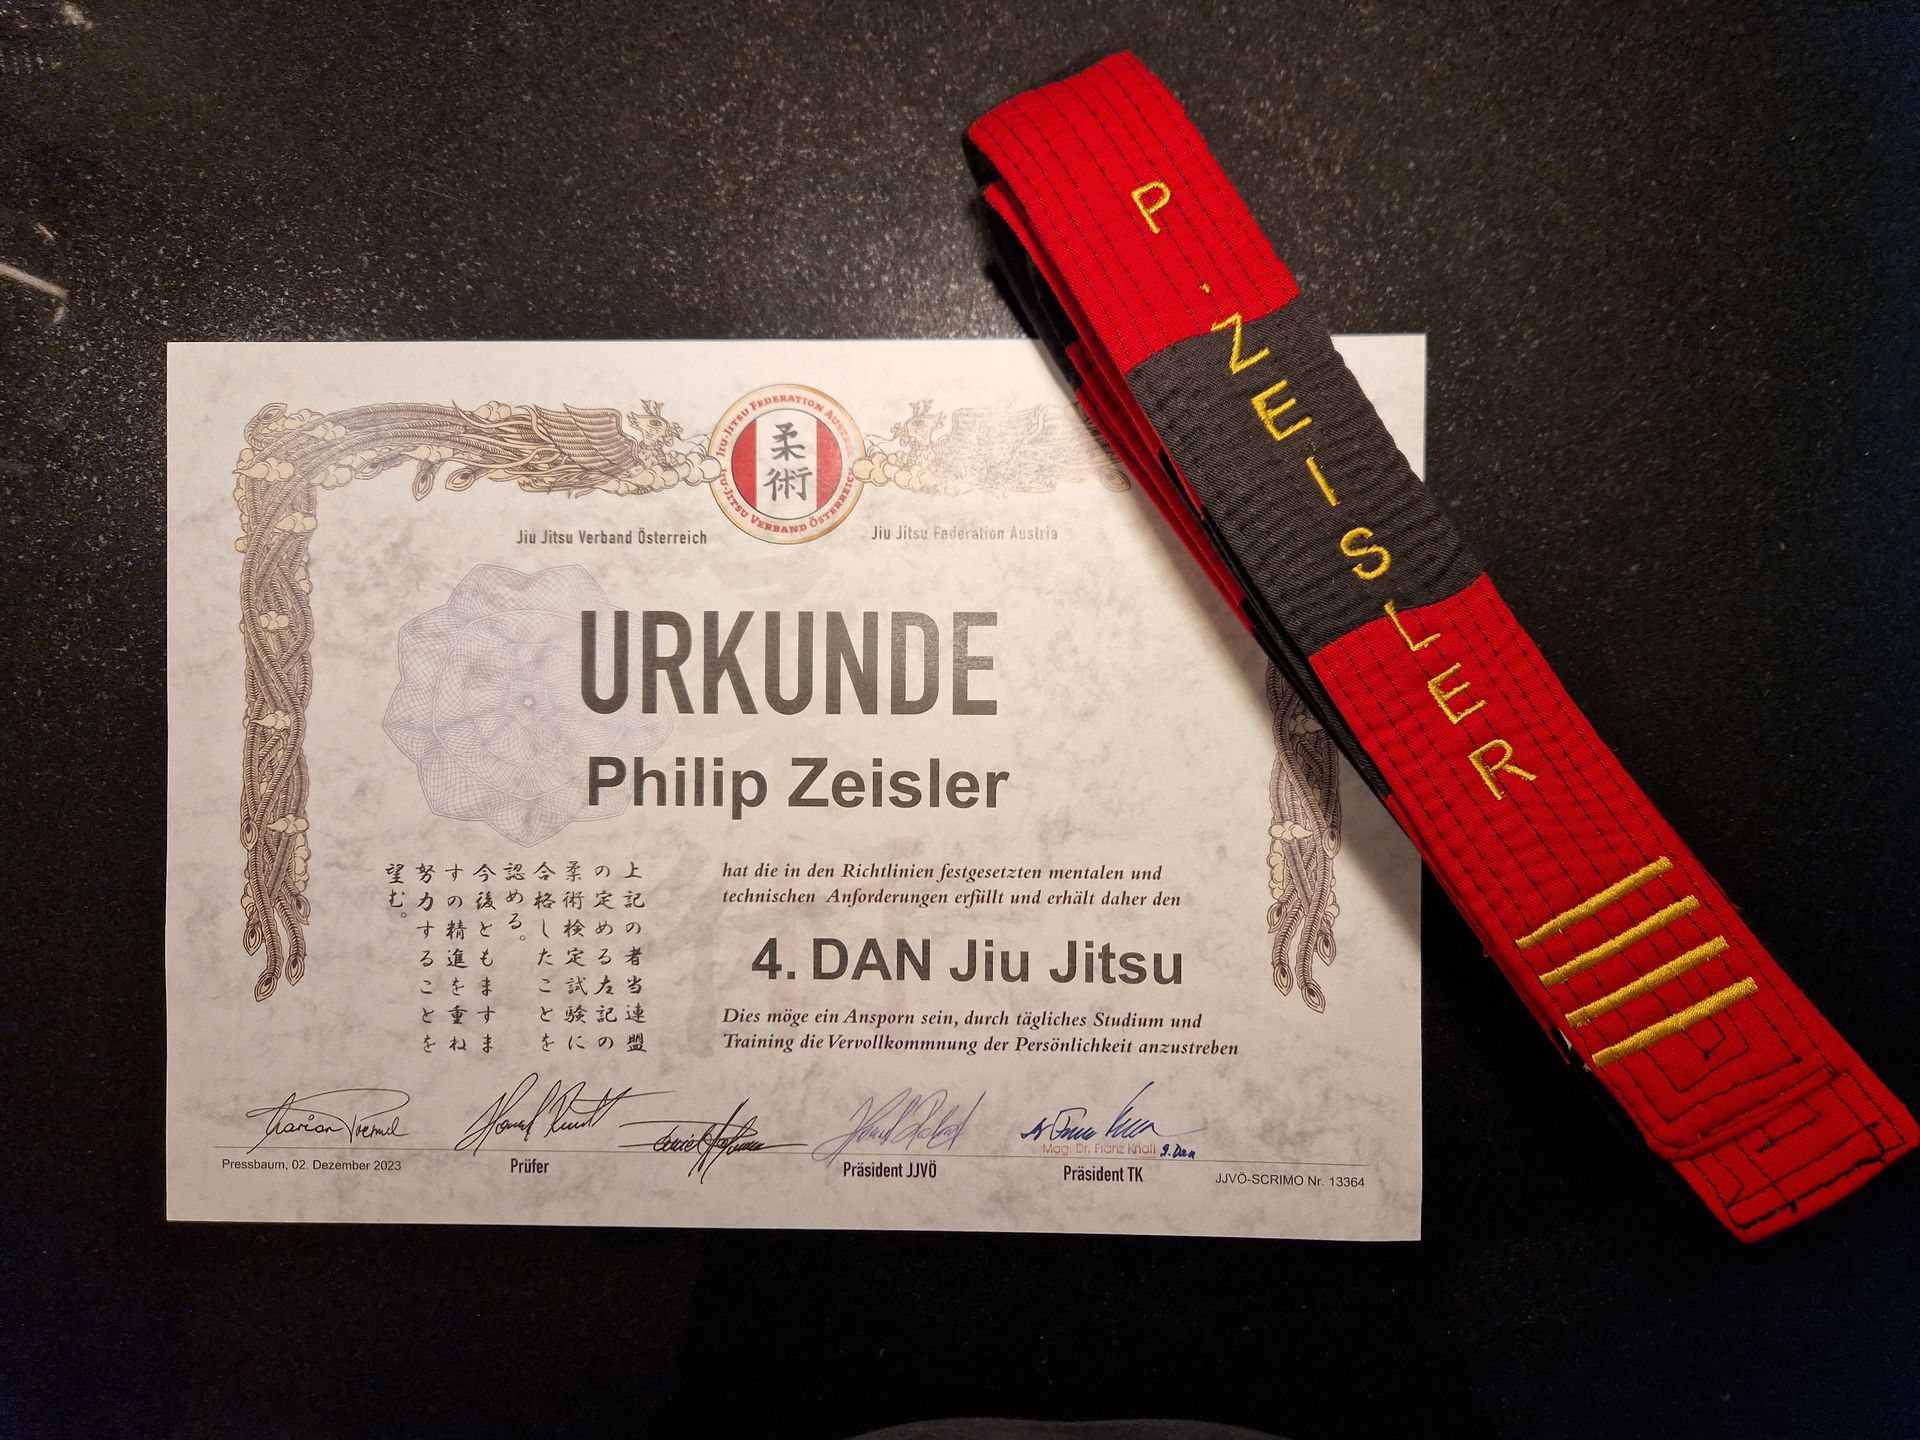 JIU-JITSU FEDERATION AUSTRIA
柔術
JIU-JITSU VERBAND ÖSTERREICH
Jiu Jitsu Verband Österreich
Jiu Jitsu Federation Austria
URKUNDE
Philip Zeisler
上記の者当連盟
の定める左記の
柔術検定試験に
合格したことを
認める。
今後ともますま
すの精進を重ね
努力することを
望む。
hat die in den Richtlinien festgesetzten mentalen und
technischen Anforderungen erfüllt und erhält daher den
4. DAN Jiu Jitsu
Dies möge ein Ansporn sein, durch tägliches Studium und
Training die Vervollkommnung der Persönlichkeit anzustreben
Mag. Dr. Franz Knafl 9. Dan
Pressbaum, 02. Dezember 2023
Prüfer
Präsident JJVÖ
Präsident TK
JJVÖ-SCRIMO Nr. 13364
P. ZEISLER